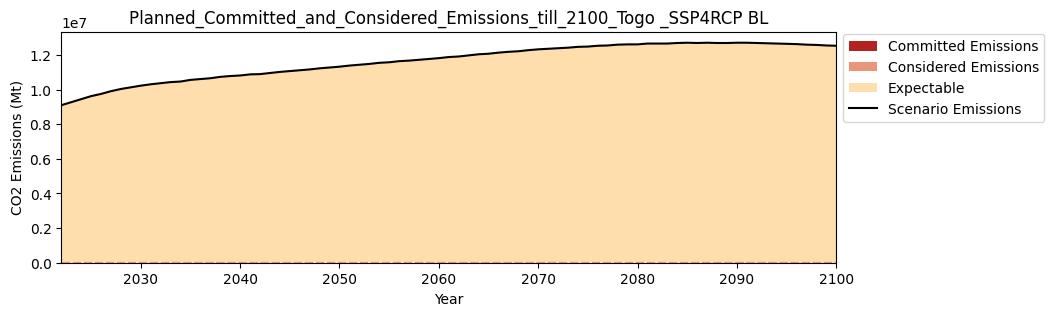 Planned_Committed_and_Considered_Emissions_till_2100_Togo _SSP4RCP BL
1e7
1.2
1.0
0.8
0.6
0.4
0.2
0.0
CO2 Emissions (Mt)
2030 2040 2050 2060 2070 2080 2090 2100
Year
Committed Emissions
Considered Emissions
Expectable
Scenario Emissions